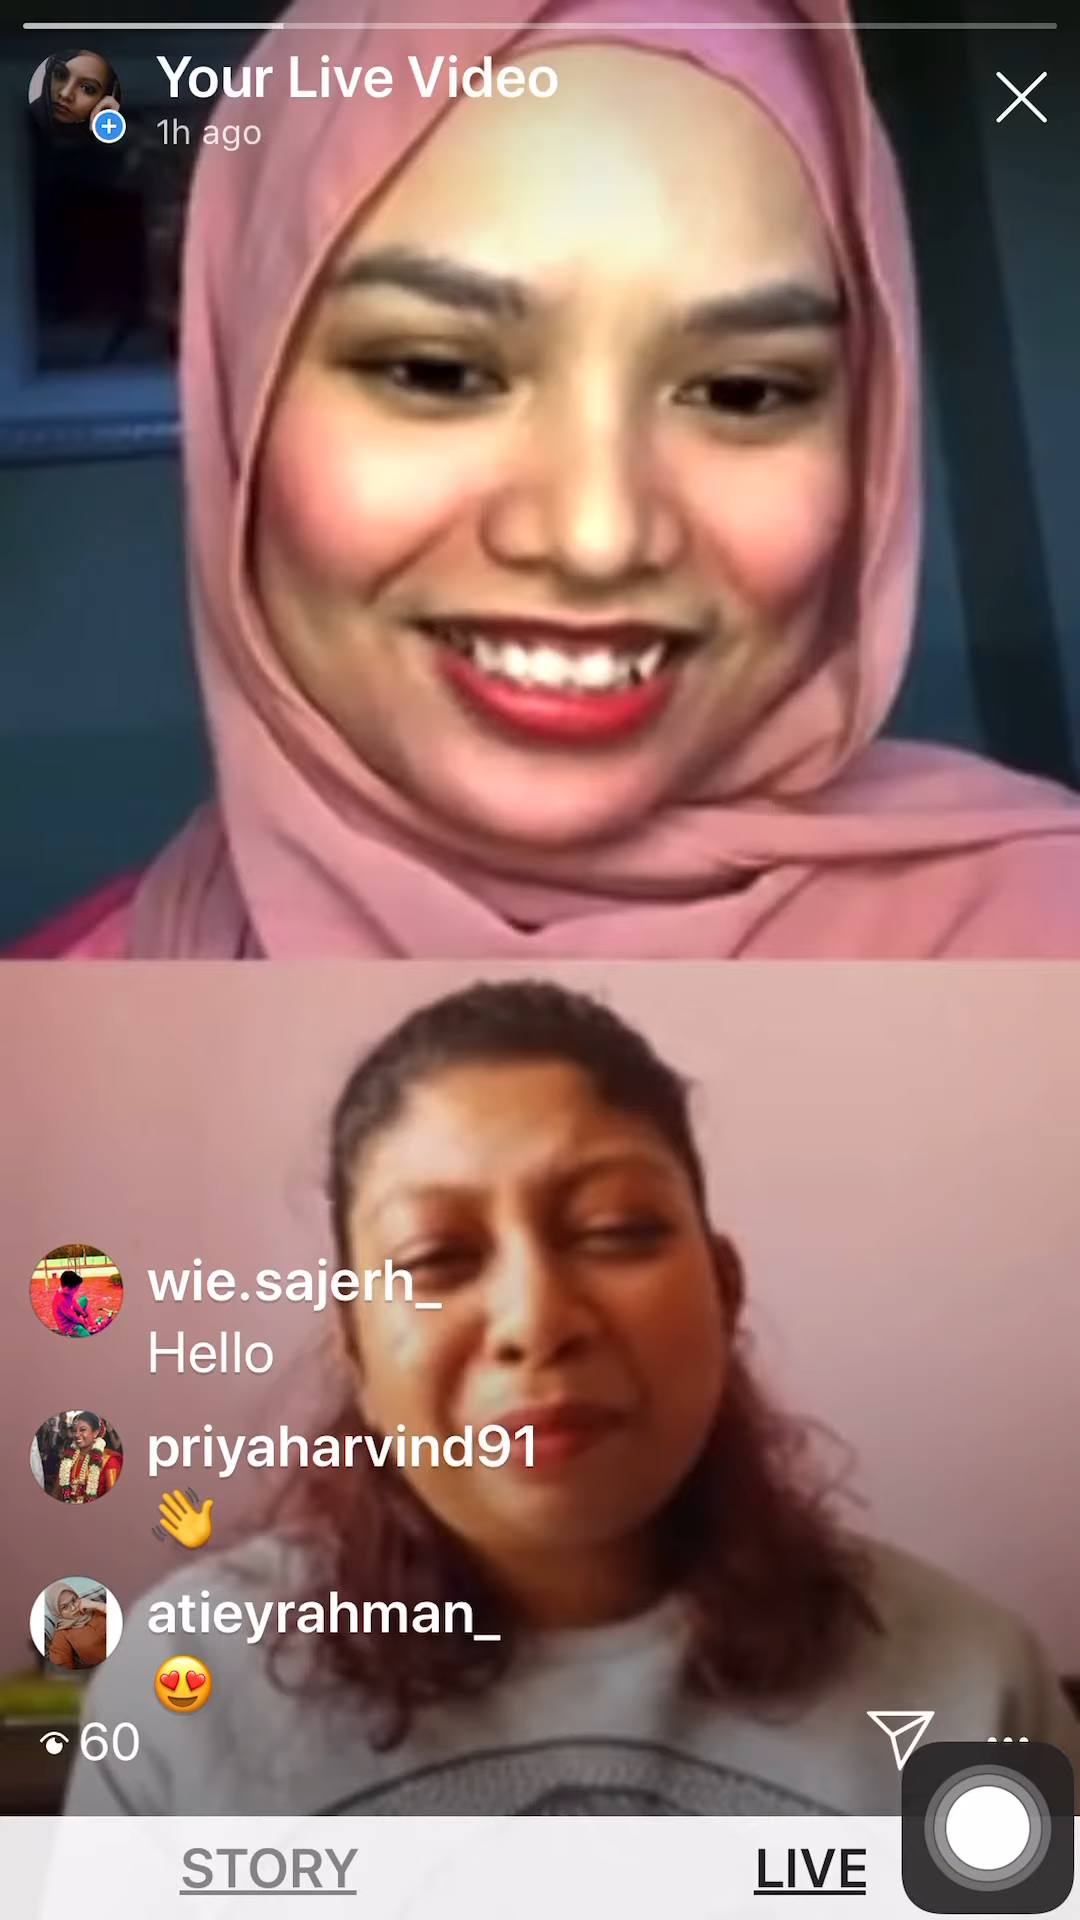 Your Live Video
1h ago
wie.sajerh_
Hello
priyaharvind91
👋
atieyrahman_
😍
60
STORY
LIVE